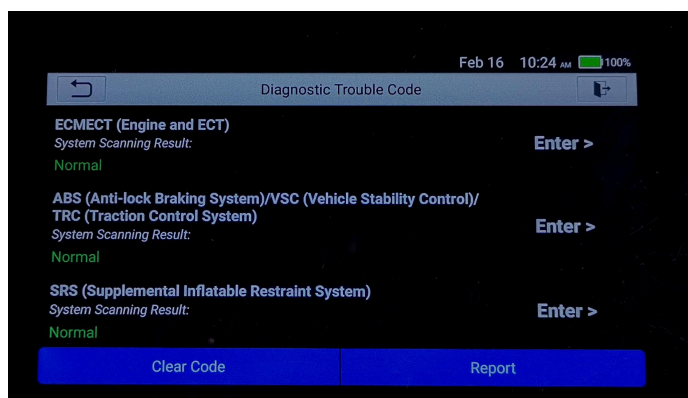 Feb 16 10:24 AM 100%
Diagnostic Trouble Code
ECMECT (Engine and ECT)
System Scanning Result:
Enter >
Normal
ABS (Anti-lock Braking System)/VSC (Vehicle Stability Control)/
TRC (Traction Control System)
Enter >
System Scanning Result:
Normal
SRS (Supplemental Inflatable Restraint System)
System Scanning Result:
Enter >
Normal
Clear Code Report